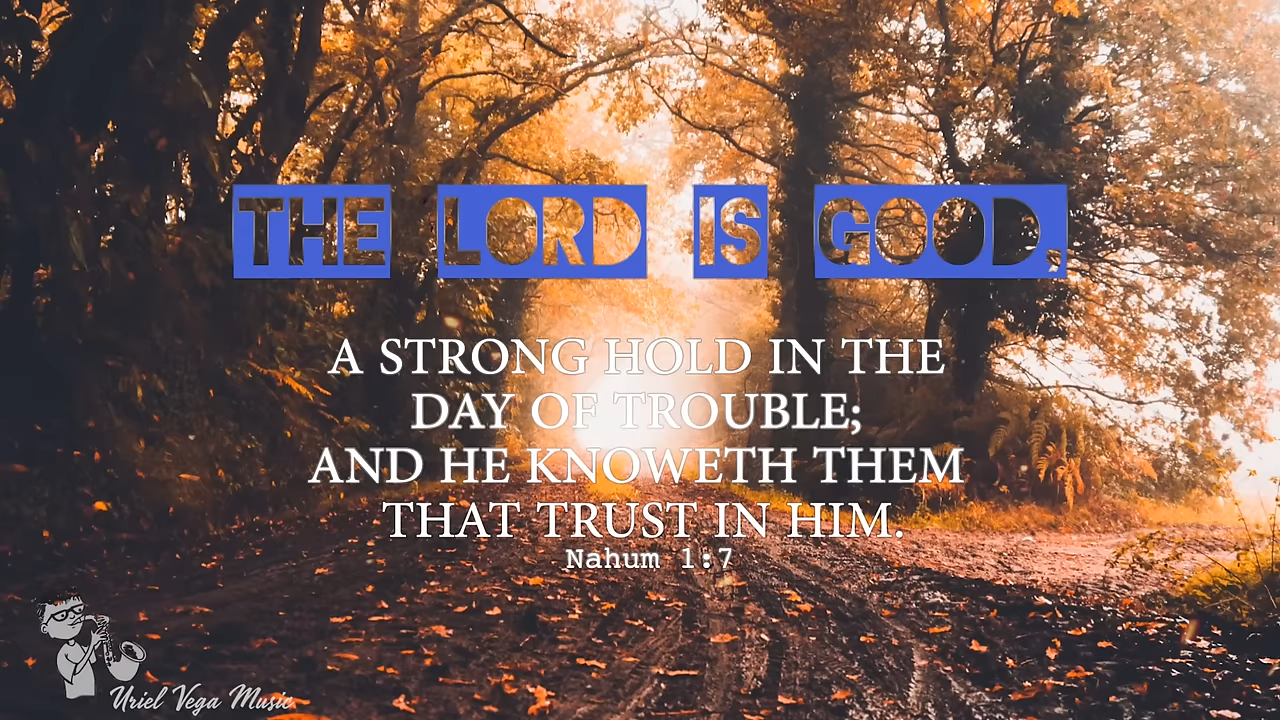 THE LORD IS GOOD,
A STRONG HOLD IN THE
DAY OF TROUBLE;
AND HE KNOWETH THEM
THAT TRUST IN HIM.
Nahum 1:7
Uriel Vega Music